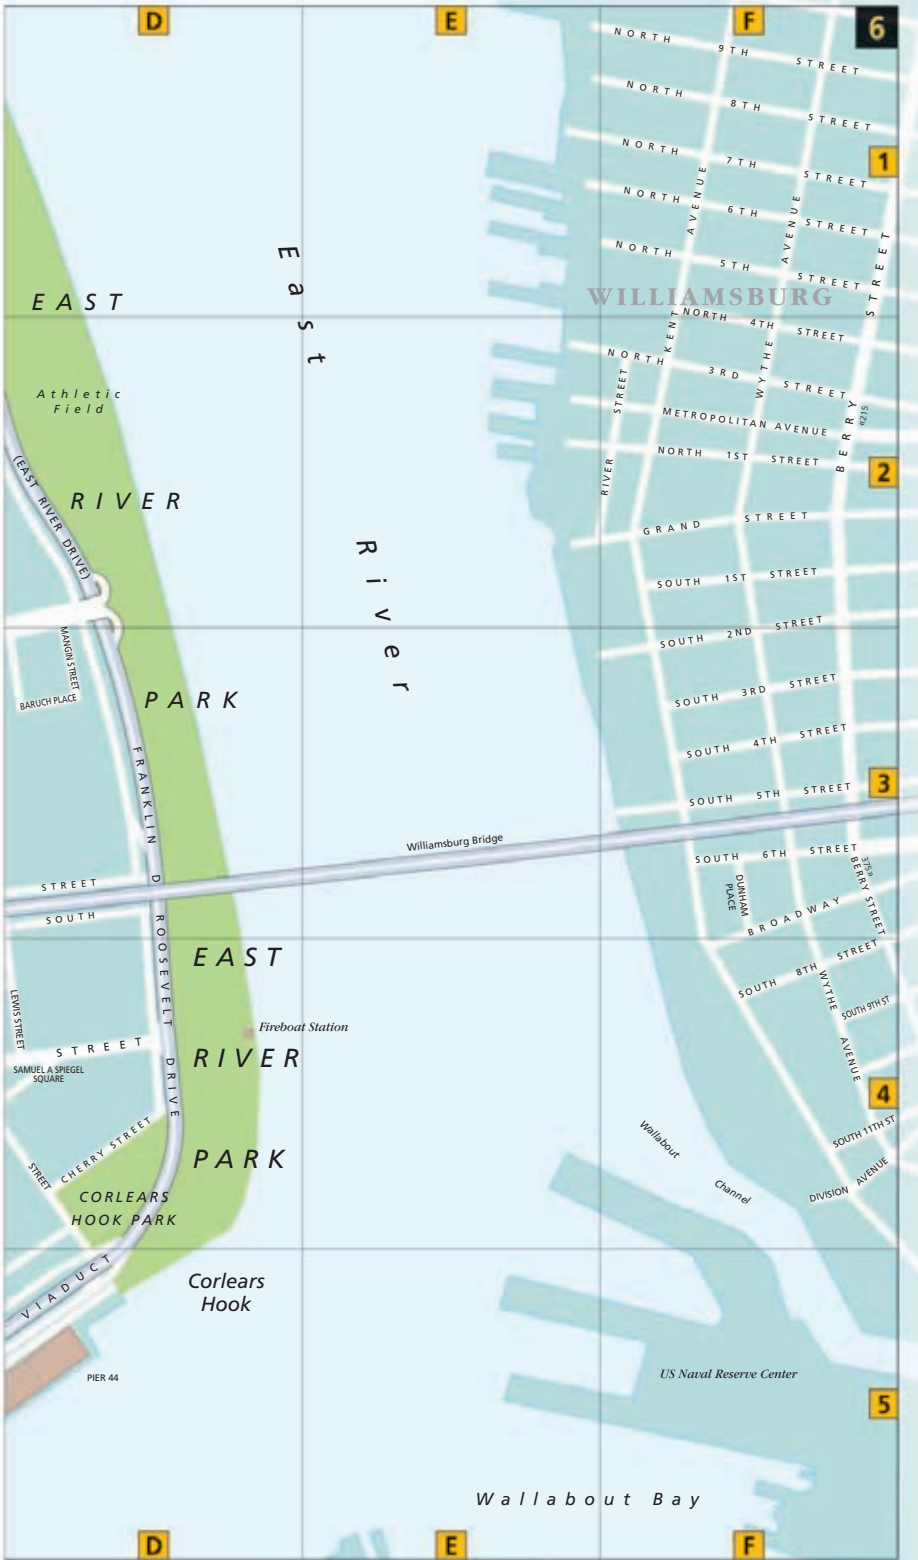 D
E
F
6
NORTH 9TH STREET
NORTH 8TH STREET
1
NORTH 7TH STREET
NORTH 6TH STREET
NORTH 5TH STREET
KENT AVENUE
WYTHE AVENUE
BERRY STREET
WILLIAMSBURG
East River
EAST
RIVER
PARK
Athletic
Field
NORTH 4TH STREET
NORTH 3RD STREET
RIVER STREET
METROPOLITAN AVENUE
«215
NORTH 1ST STREET
2
(EAST RIVER DRIVE)
GRAND STREET
SOUTH 1ST STREET
SOUTH 2ND STREET
MANGIN STREET
BARUCH PLACE
SOUTH 3RD STREET
SOUTH 4TH STREET
FRANKLIN D ROOSEVELT DRIVE
3
SOUTH 5TH STREET
Williamsburg Bridge
SOUTH 6TH STREET
375»
BERRY STREET
DUNHAM
PLACE
STREET
SOUTH
BROADWAY
EAST
RIVER
PARK
SOUTH 8TH STREET
WYTHE AVENUE
SOUTH 9TH ST
LEWIS STREET
Fireboat Station
STREET
SAMUEL A SPIEGEL
SQUARE
4
CHERRY STREET
STREET
Wallabout Channel
SOUTH 11TH ST
DIVISION AVENUE
CORLEARS
HOOK PARK
VIADUCT
Corlears
Hook
PIER 44
US Naval Reserve Center
5
Wallabout Bay
D
E
F